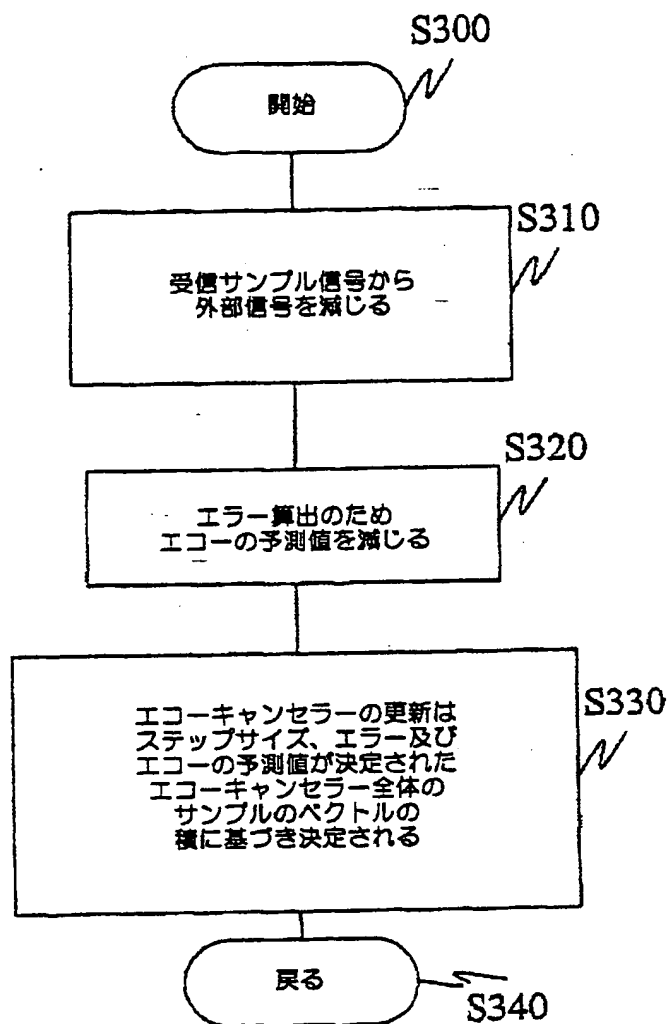 S300
開始
S310
受信サンプル信号から
外部信号を減じる
S320
エラー算出のため
エコーの予測値を減じる
S330
エコーキャンセラーの更新は
ステップサイズ、エラー及び
エコーの予測値が決定された
エコーキャンセラー全体の
サンプルのベクトルの
積に基づき決定される
戻る
S340